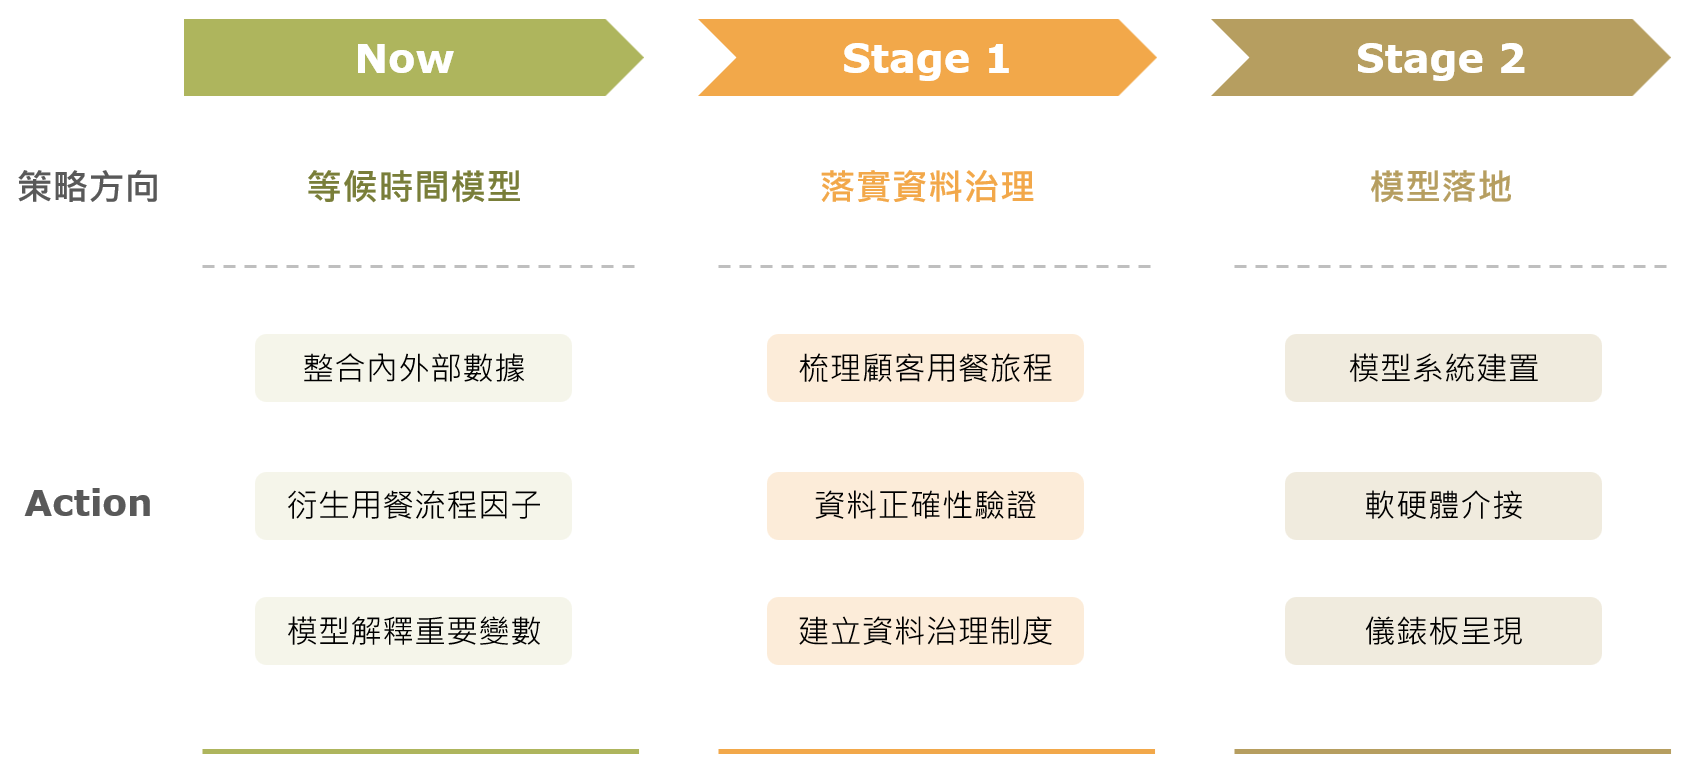 Now
Stage 1
Stage 2
策略方向
等候時間模型
落實資料治理
模型落地
Action
整合內外部數據
梳理顧客用餐旅程
模型系統建置
衍生用餐流程因子
資料正確性驗證
軟硬體介接
模型解釋重要變數
建立資料治理制度
儀錶板呈現